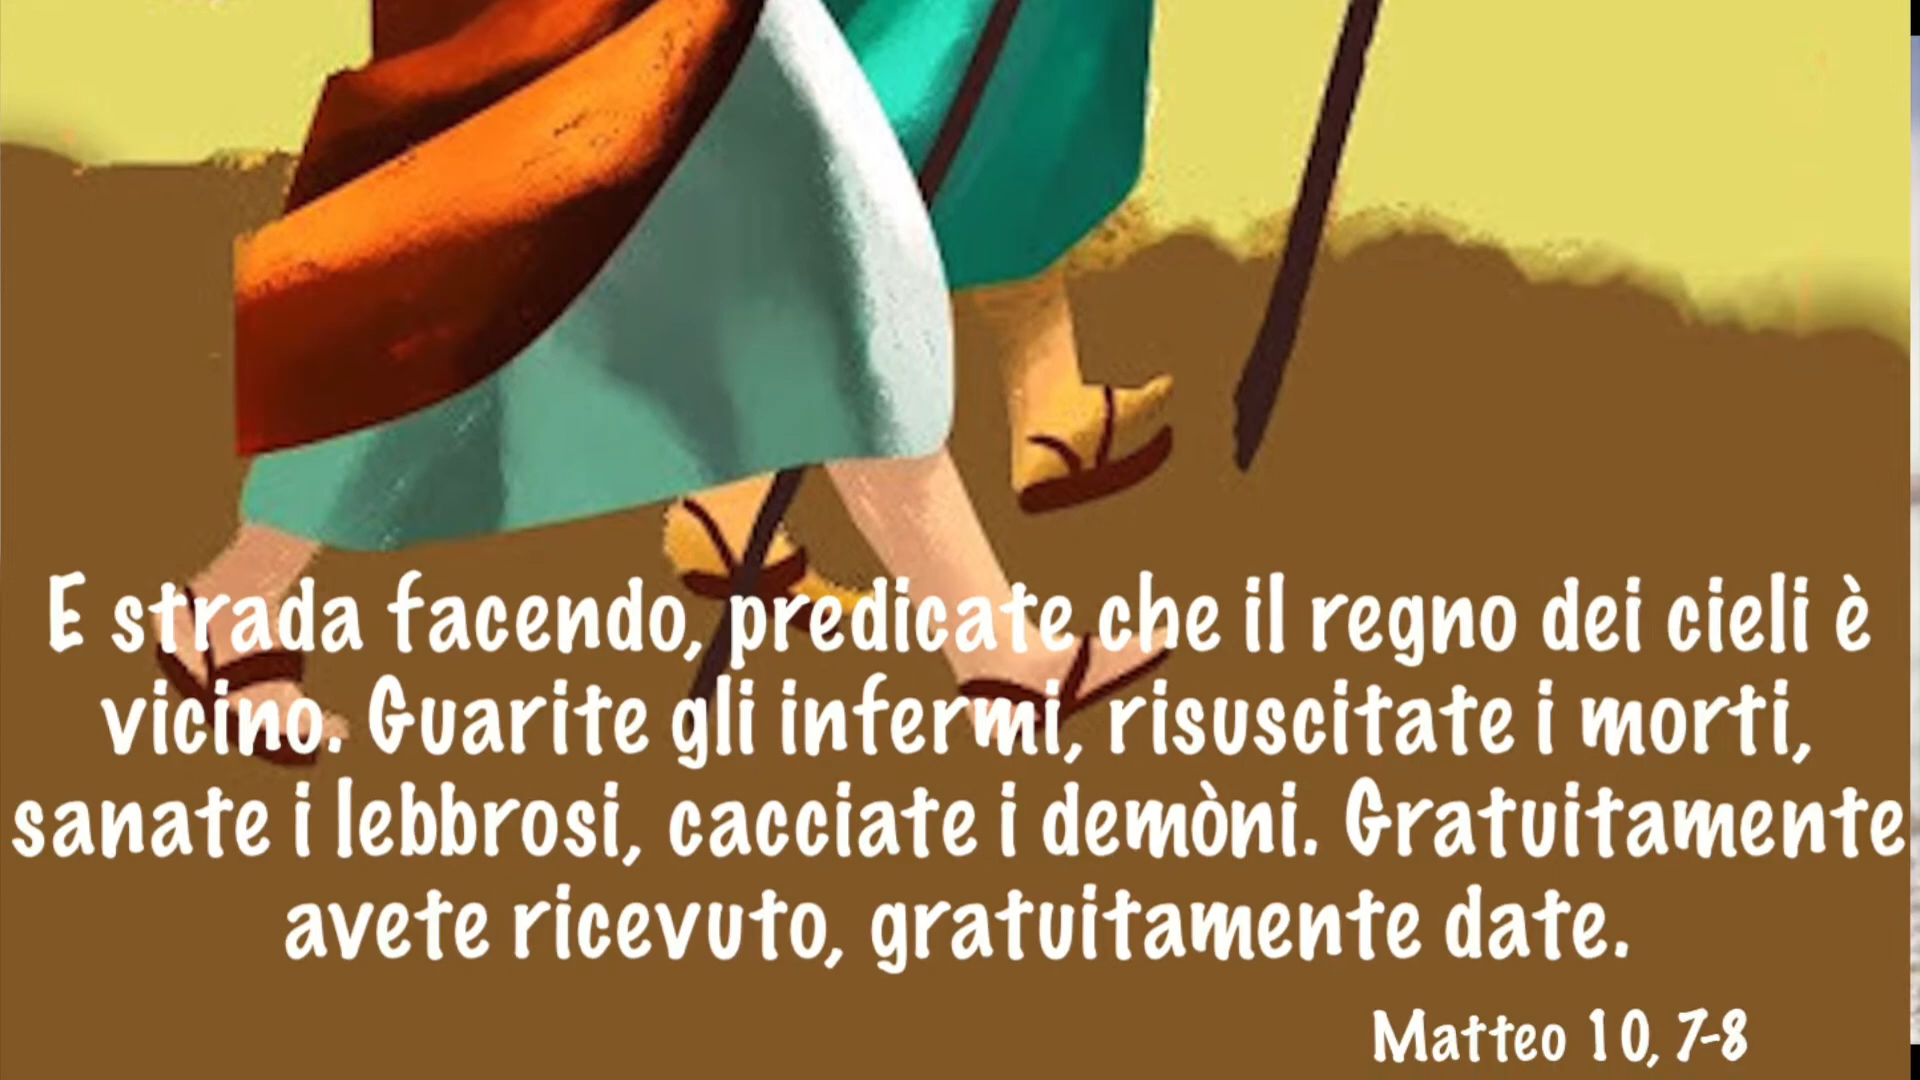 E strada facendo, predicate che il regno dei cieli è
vicino. Guarite gli infermi, risuscitate i morti,
sanate i lebbrosi, cacciate i demòni. Gratuitamente
avete ricevuto, gratuitamente date.
Matteo 10, 7-8